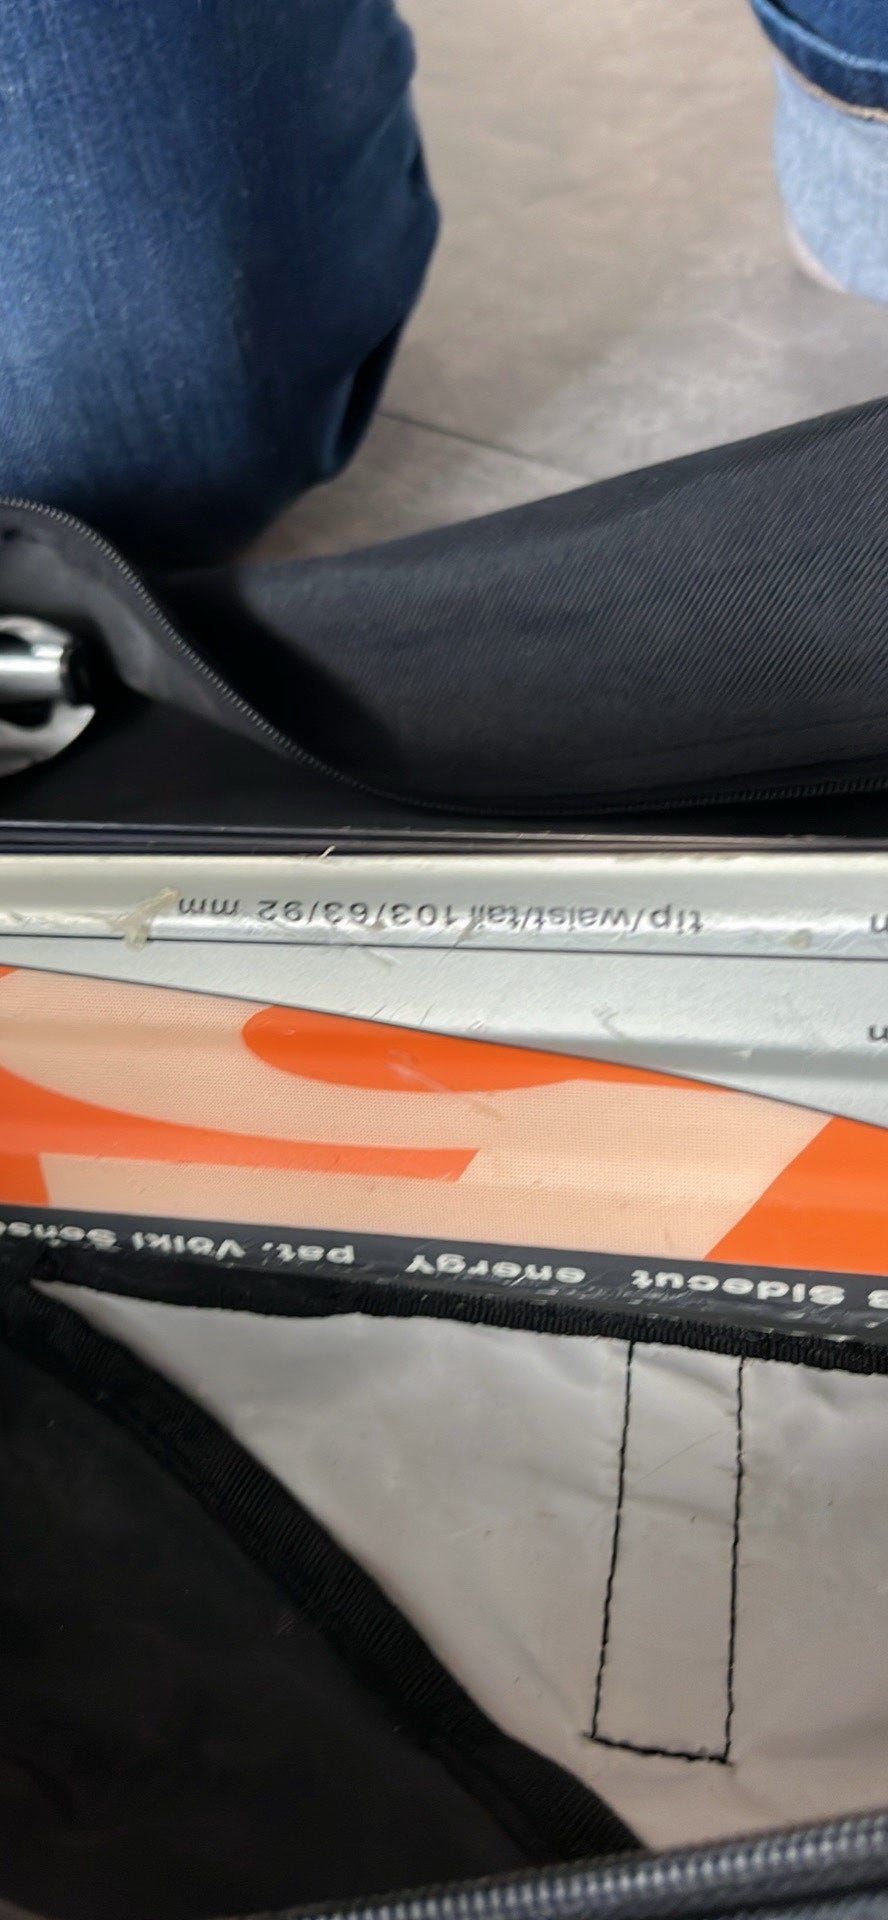 Sidecut energY pat. Völkl
tip/waist/tail 103/63/92 mm